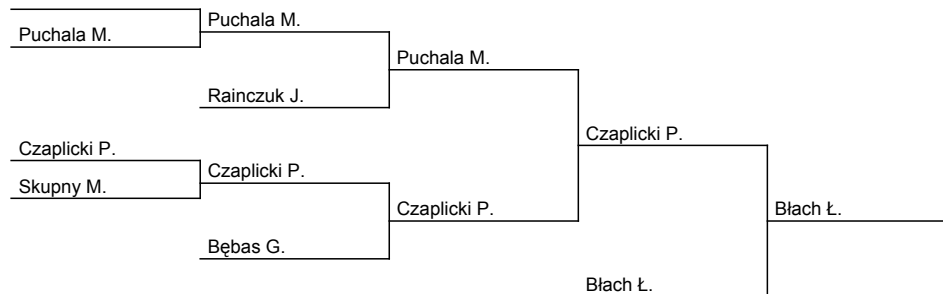 Puchala M.
Puchala M.
Puchala M.
Rainczuk J.
Czaplicki P.
Czaplicki P.
Czaplicki P.
Skupny M.
Czaplicki P.
Błach Ł.
Bębas G.
Błach Ł.